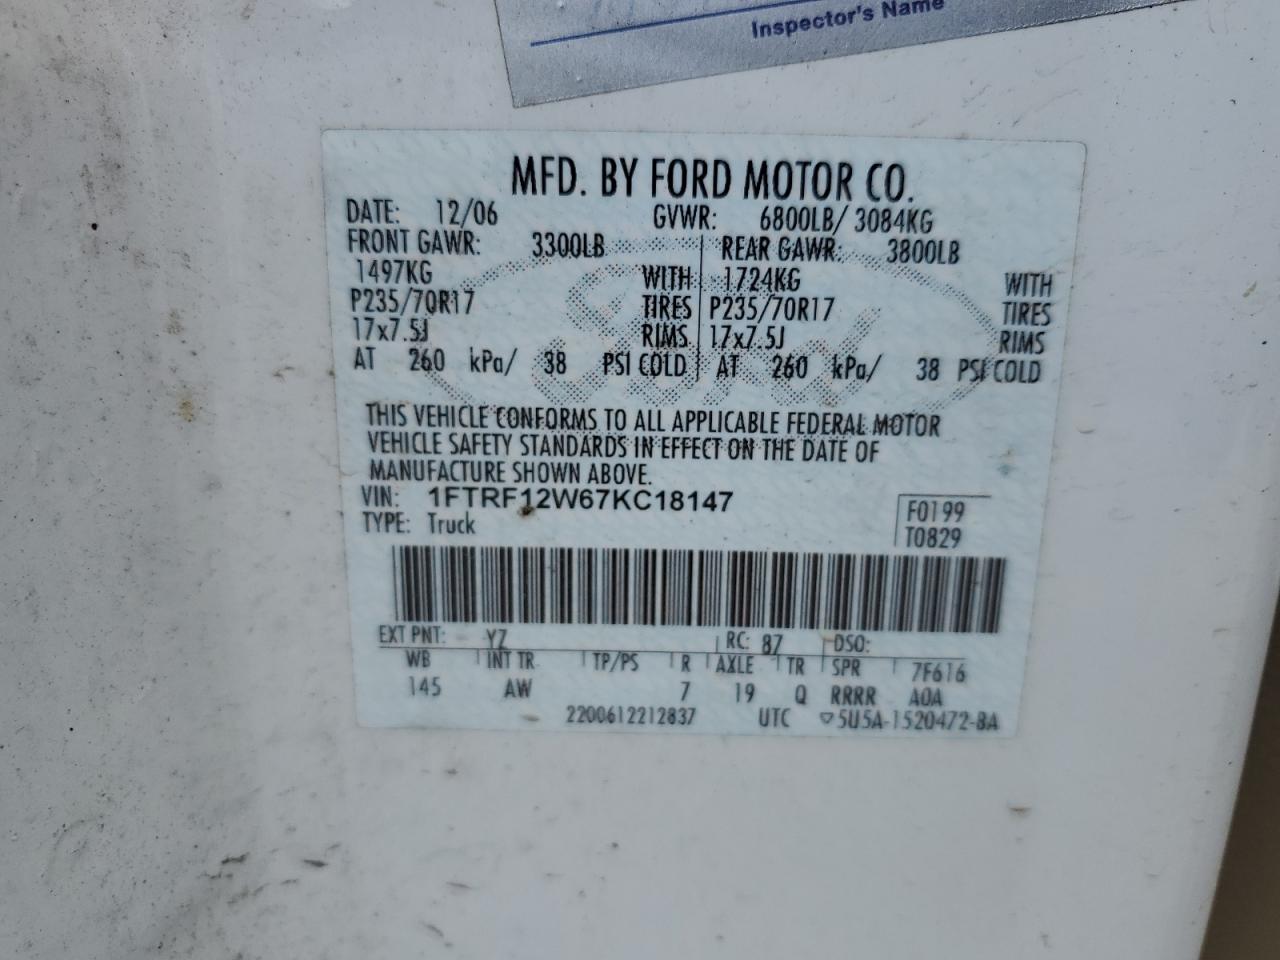 Inspector's Name
MFD. BY FORD MOTOR CO.
DATE: 12/06 GVWR: 6800LB/ 3084KG
FRONT GAWR: 3300LB REAR GAWR: 3800LB
1497KG WITH 1724KG WITH
P235/70R17 TIRES P235/70R17 TIRES
17x7.5J RIMS 17x7.5J RIMS
AT 260 kPa/ 38 PSI COLD AT 260 kPa/ 38 PSI COLD
THIS VEHICLE CONFORMS TO ALL APPLICABLE FEDERAL MOTOR
VEHICLE SAFETY STANDARDS IN EFFECT ON THE DATE OF
MANUFACTURE SHOWN ABOVE.
VIN: 1FTRF12W67KC18147
TYPE: Truck
F0199
T0829
EXT PNT: YZ RC: 87 DSO:
WB INT TR TP/PS R AXLE TR SPR 7F616
145 AW 7 19 Q RRRR A0A
2200612212837 UTC ▽5U5A-1520472-BA